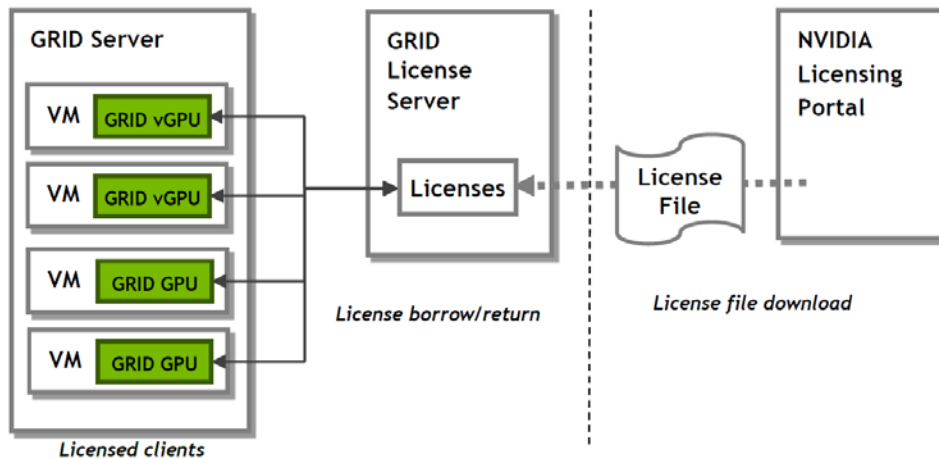 GRID Server
VM
GRID vGPU
VM
GRID vGPU
VM
GRID GPU
VM
GRID GPU
Licensed clients
GRID
License
Server
Licenses
License borrow/return
License
File
License file download
NVIDIA
Licensing
Portal